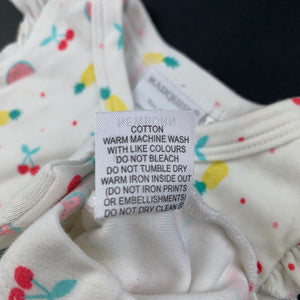 COTTON
WARM MACHINE WASH
WITH LIKE COLOURS
DO NOT BLEACH
DO NOT TUMBLE DRY
WARM IRON INSIDE OUT
(DO NOT IRON PRINTS
OR EMBELLISHMENTS)
DO NOT DRY CLEAN